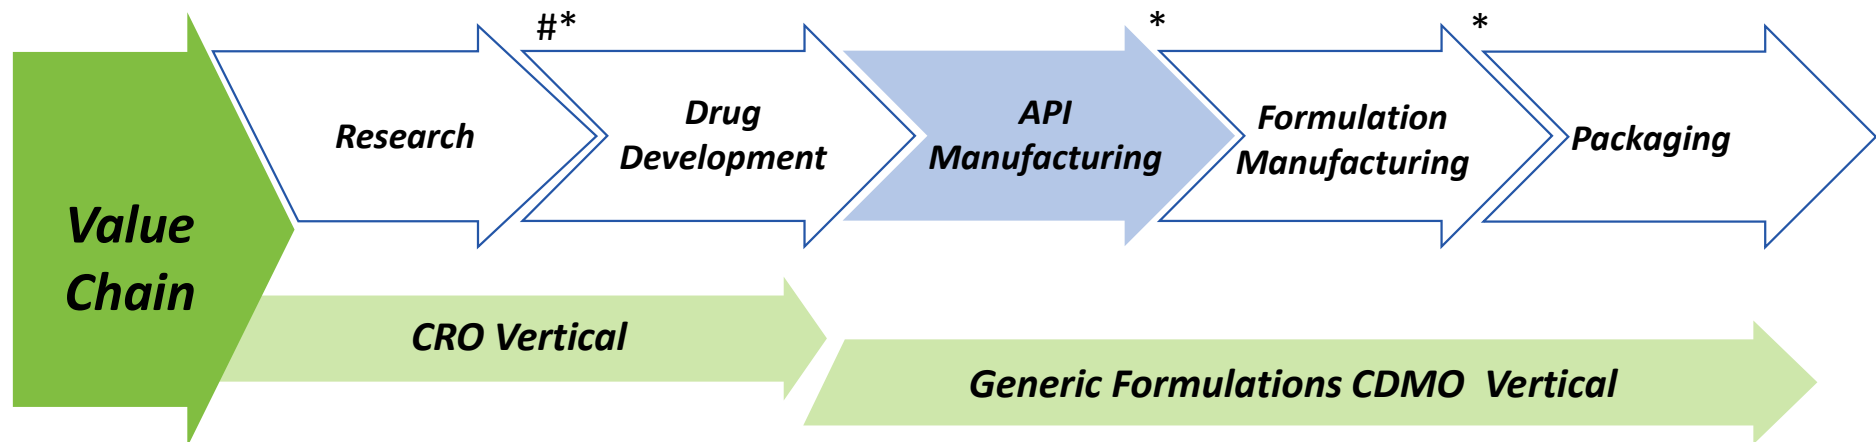 #*
*
*
Research
Drug
Development
API
Manufacturing
Formulation
Manufacturing
Packaging
Value
Chain
CRO Vertical
Generic Formulations CDMO  Vertical